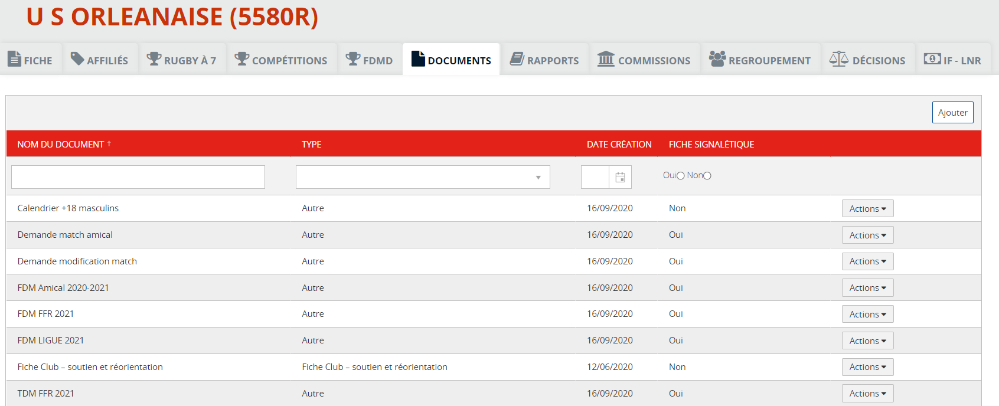 U S ORLEANAISE (5580R)
FICHE AFFILIÉS RUGBY À 7 COMPÉTITIONS FDMD DOCUMENTS RAPPORTS COMMISSIONS REGROUPEMENT DÉCISIONS IF - LNR
Ajouter
NOM DU DOCUMENT ↑ TYPE DATE CRÉATION FICHE SIGNALÉTIQUE
Oui Non
Calendrier +18 masculins Autre 16/09/2020 Non Actions
Demande match amical Autre 16/09/2020 Oui Actions
Demande modification match Autre 16/09/2020 Oui Actions
FDM Amical 2020-2021 Autre 16/09/2020 Oui Actions
FDM FFR 2021 Autre 16/09/2020 Oui Actions
FDM LIGUE 2021 Autre 16/09/2020 Oui Actions
Fiche Club – soutien et réorientation Fiche Club – soutien et réorientation 12/06/2020 Non Actions
TDM FFR 2021 Autre 16/09/2020 Oui Actions